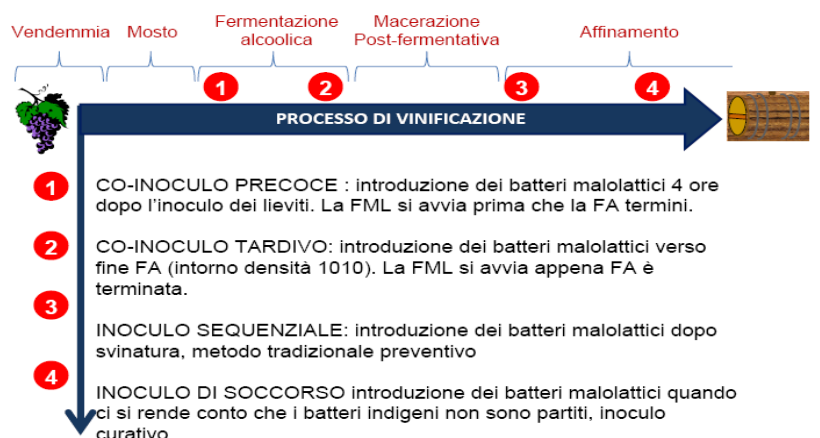 Vendemmia Mosto Fermentazione alcoolica Macerazione Post-fermentativa Affinamento
1 2 3 4
PROCESSO DI VINIFICAZIONE
1 CO-INOCULO PRECOCE : introduzione dei batteri malolattici 4 ore
dopo l'inoculo dei lieviti. La FML si avvia prima che la FA termini.
2 CO-INOCULO TARDIVO: introduzione dei batteri malolattici verso
fine FA (intorno densità 1010). La FML si avvia appena FA è
terminata.
3
INOCULO SEQUENZIALE: introduzione dei batteri malolattici dopo
svinatura, metodo tradizionale preventivo
4
INOCULO DI SOCCORSO introduzione dei batteri malolattici quando
ci si rende conto che i batteri indigeni non sono partiti, inoculo
curativo